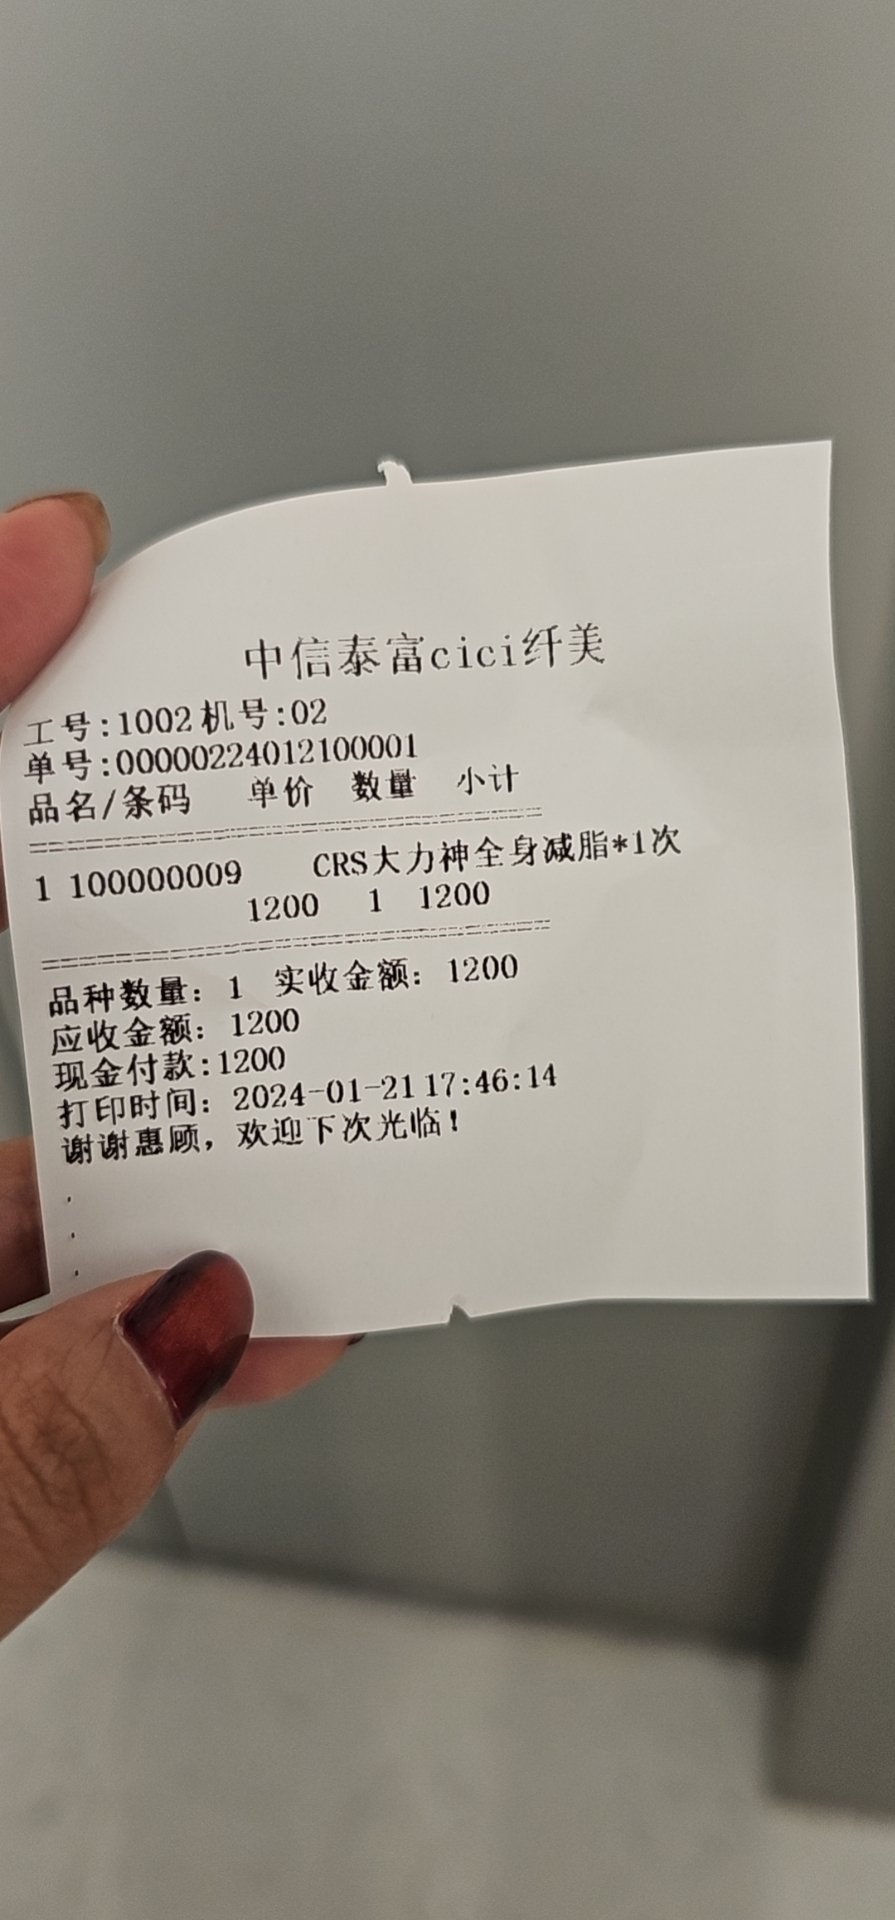 中信泰富cici纤美
工号:1002机号:02
单号:00000224012100001
品名/条码 单价 数量 小计
================================
1 100000009 CRS大力神全身减脂*1次
1200 1 1200
================================
品种数量: 1 实收金额: 1200
应收金额: 1200
现金付款:1200
打印时间: 2024-01-21 17:46:14
谢谢惠顾,欢迎下次光临!
.
.
.